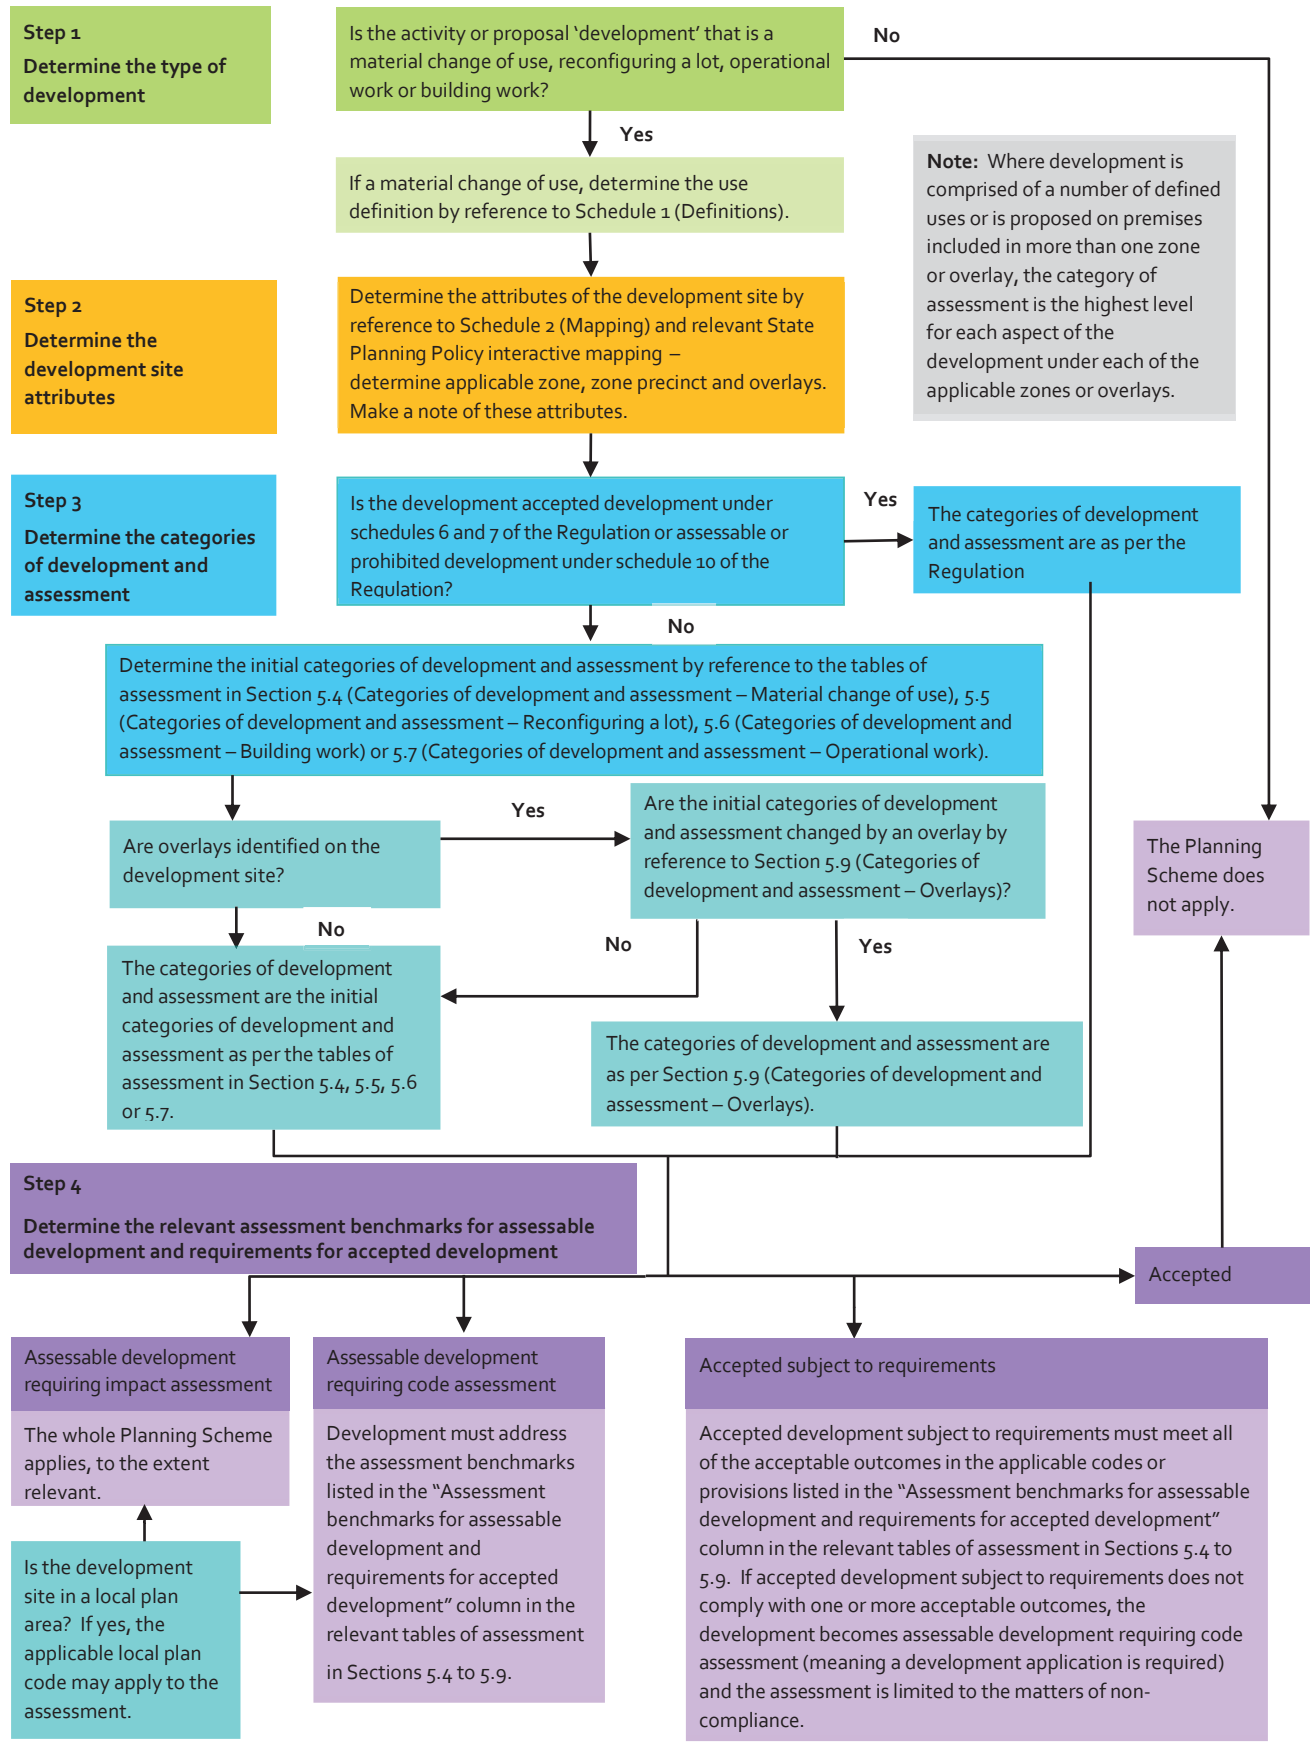 Step 1
Determine the type of
development
Is the activity or proposal ‘development’ that is a
material change of use, reconfiguring a lot, operational
work or building work?
No
Yes
If a material change of use, determine the use
definition by reference to Schedule 1 (Definitions).
Note: Where development is
comprised of a number of defined
uses or is proposed on premises
included in more than one zone
or overlay, the category of
assessment is the highest level
for each aspect of the
development under each of the
applicable zones or overlays.
Step 2
Determine the
development site
attributes
Determine the attributes of the development site by
reference to Schedule 2 (Mapping) and relevant State
Planning Policy interactive mapping –
determine applicable zone, zone precinct and overlays.
Make a note of these attributes.
Step 3
Determine the categories
of development and
assessment
Is the development accepted development under
schedules 6 and 7 of the Regulation or assessable or
prohibited development under schedule 10 of the
Regulation?
Yes
The categories of development
and assessment are as per the
Regulation
No
Determine the initial categories of development and assessment by reference to the tables of
assessment in Section 5.4 (Categories of development and assessment – Material change of use), 5.5
(Categories of development and assessment – Reconfiguring a lot), 5.6 (Categories of development and
assessment – Building work) or 5.7 (Categories of development and assessment – Operational work).
Are overlays identified on the
development site?
Yes
Are the initial categories of development
and assessment changed by an overlay by
reference to Section 5.9 (Categories of
development and assessment – Overlays)?
The Planning
Scheme does
not apply.
No
No
Yes
The categories of development
and assessment are the initial
categories of development and
assessment as per the tables of
assessment in Section 5.4, 5.5, 5.6
or 5.7.
The categories of development and assessment are
as per Section 5.9 (Categories of development and
assessment – Overlays).
Step 4
Determine the relevant assessment benchmarks for assessable
development and requirements for accepted development
Accepted
Assessable development
requiring impact assessment
The whole Planning Scheme
applies, to the extent
relevant.
Is the development
site in a local plan
area? If yes, the
applicable local plan
code may apply to the
assessment.
Assessable development
requiring code assessment
Development must address
the assessment benchmarks
listed in the “Assessment
benchmarks for assessable
development and
requirements for accepted
development” column in the
relevant tables of assessment
in Sections 5.4 to 5.9.
Accepted subject to requirements
Accepted development subject to requirements must meet all
of the acceptable outcomes in the applicable codes or
provisions listed in the “Assessment benchmarks for assessable
development and requirements for accepted development”
column in the relevant tables of assessment in Sections 5.4 to
5.9. If accepted development subject to requirements does not
comply with one or more acceptable outcomes, the
development becomes assessable development requiring code
assessment (meaning a development application is required)
and the assessment is limited to the matters of non-
compliance.